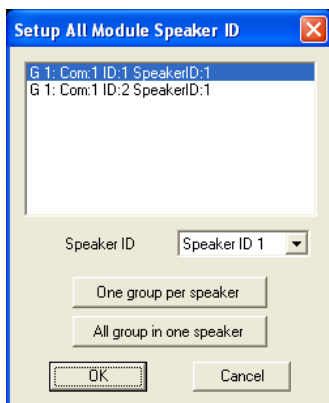 Setup All Module Speaker ID
G 1: Com:1 ID:1 SpeakerID:1
G 1: Com:1 ID:2 SpeakerID:1
Speaker ID Speaker ID 1
One group per speaker
All group in one speaker
OK Cancel